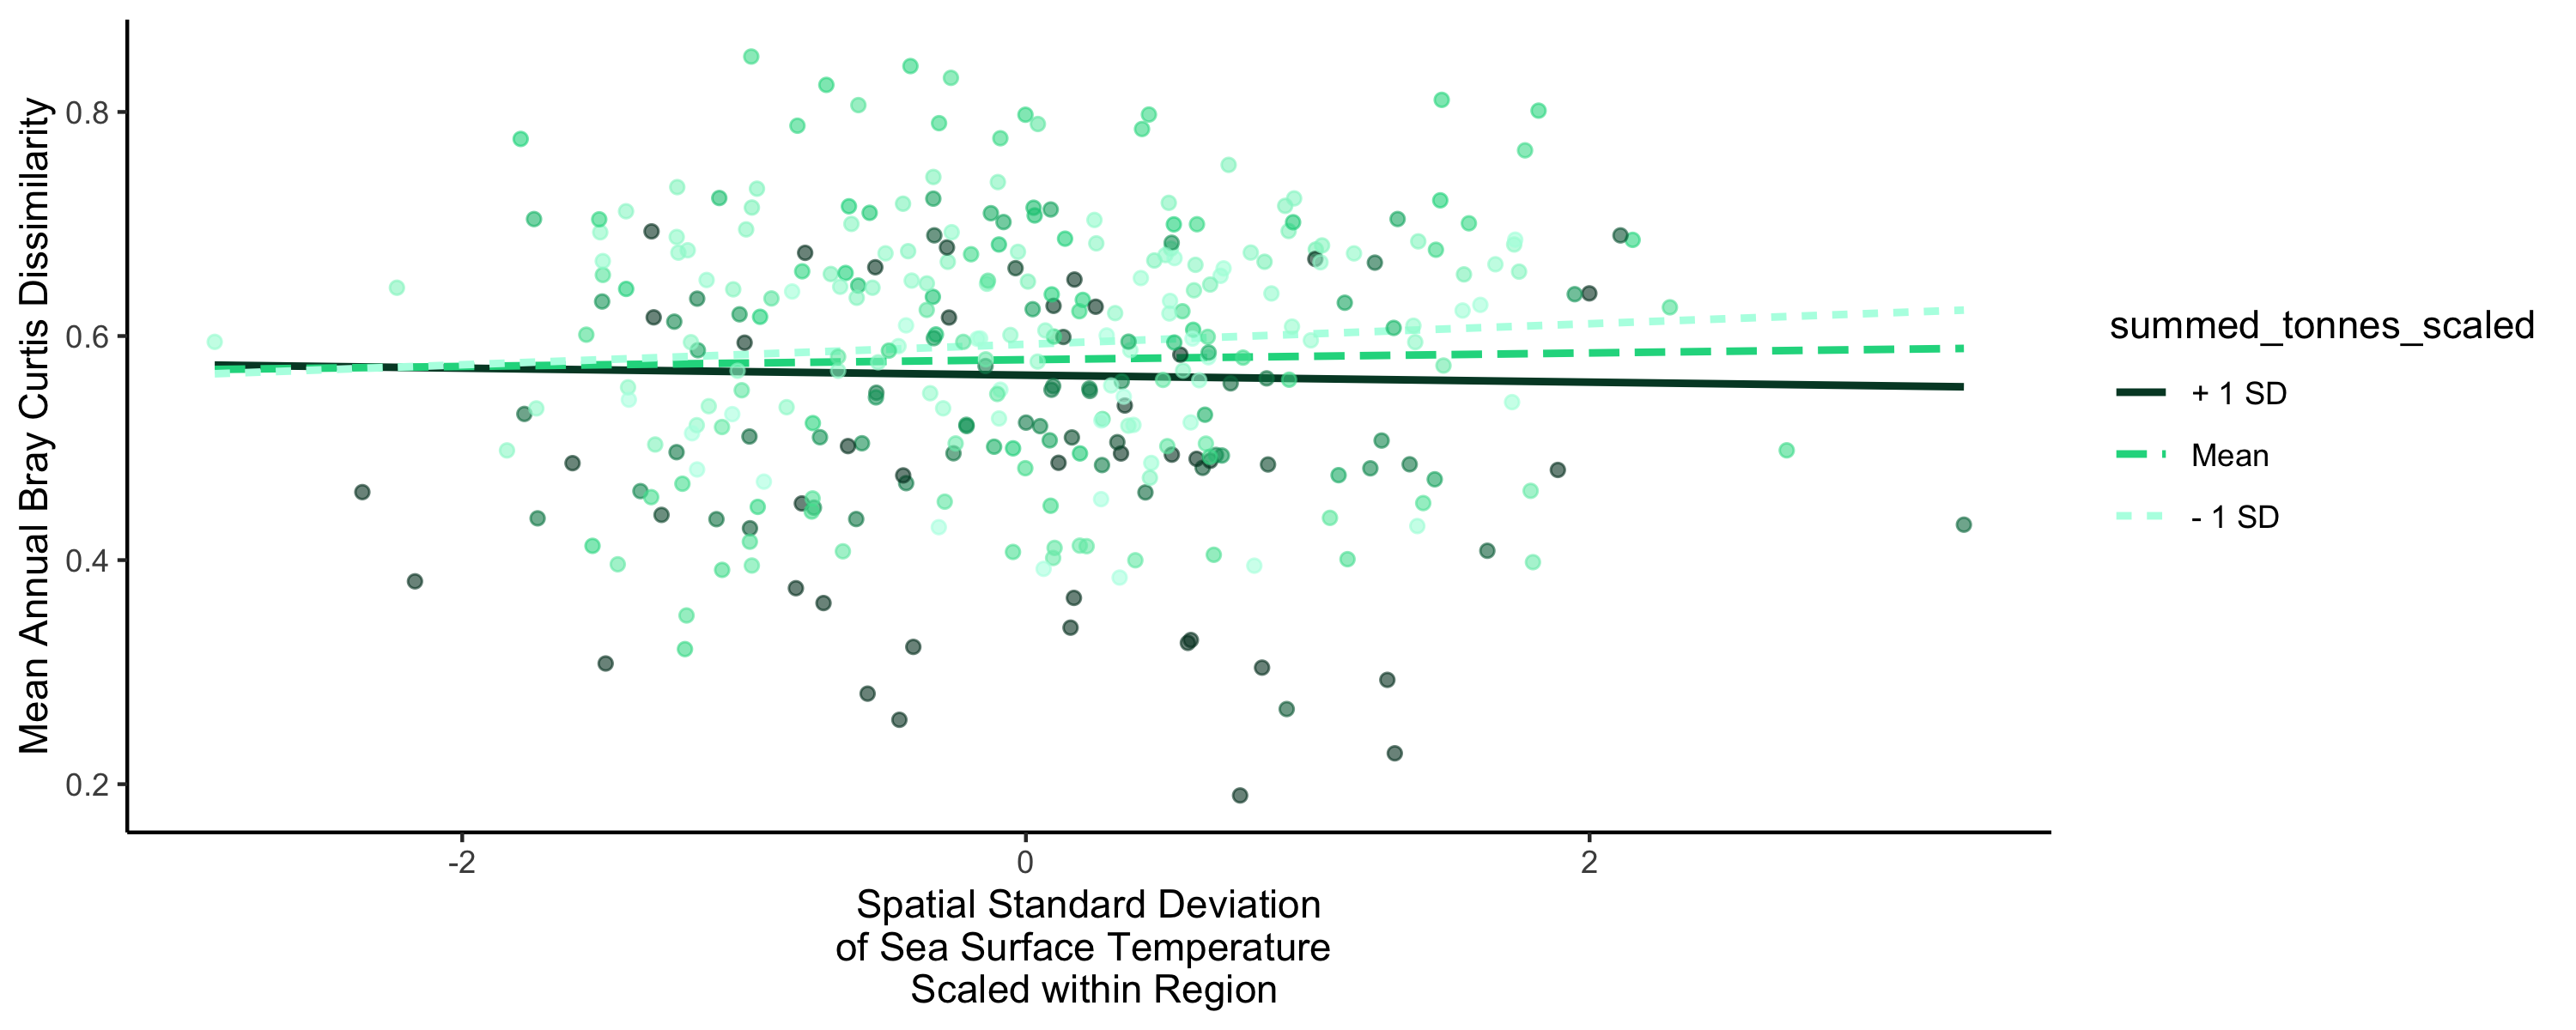 Mean Annual Bray Curtis Dissimilarity
0.8
0.6
0.4
0.2
-2
0
2
Spatial Standard Deviation
of Sea Surface Temperature
Scaled within Region
summed_tonnes_scaled
+ 1 SD
Mean
- 1 SD